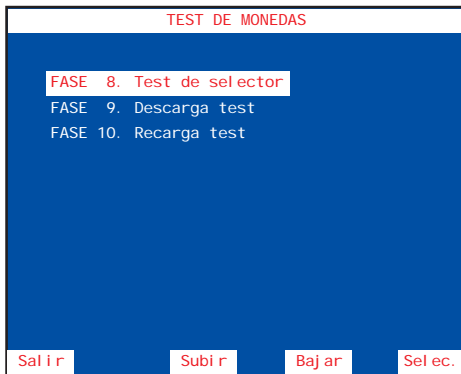 TEST DE MONEDAS
FASE 8. Test de selector
FASE 9. Descarga test
FASE 10. Recarga test
Salir Subir Bajar Selec.